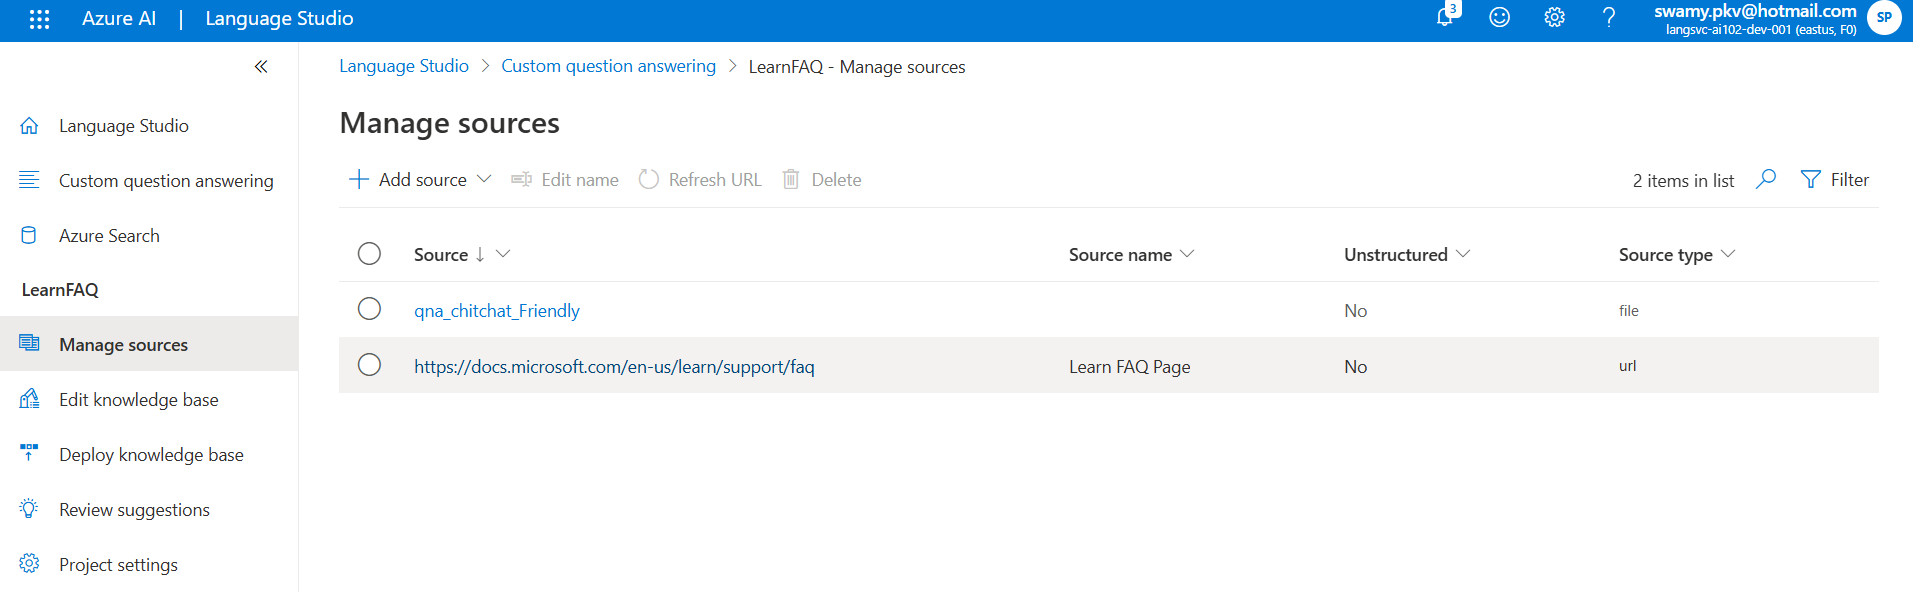 Azure AI | Language Studio
3
swamy.pkv@hotmail.com
langsvc-ai102-dev-001 (eastus, F0)
SP
Language Studio > Custom question answering > LearnFAQ - Manage sources
Language Studio
Custom question answering
Azure Search
LearnFAQ
Manage sources
Edit knowledge base
Deploy knowledge base
Review suggestions
Project settings
Manage sources
Add source Edit name Refresh URL Delete 2 items in list Filter
Source ↓ Source name Unstructured Source type
qna_chitchat_Friendly No file
https://docs.microsoft.com/en-us/learn/support/faq Learn FAQ Page No url